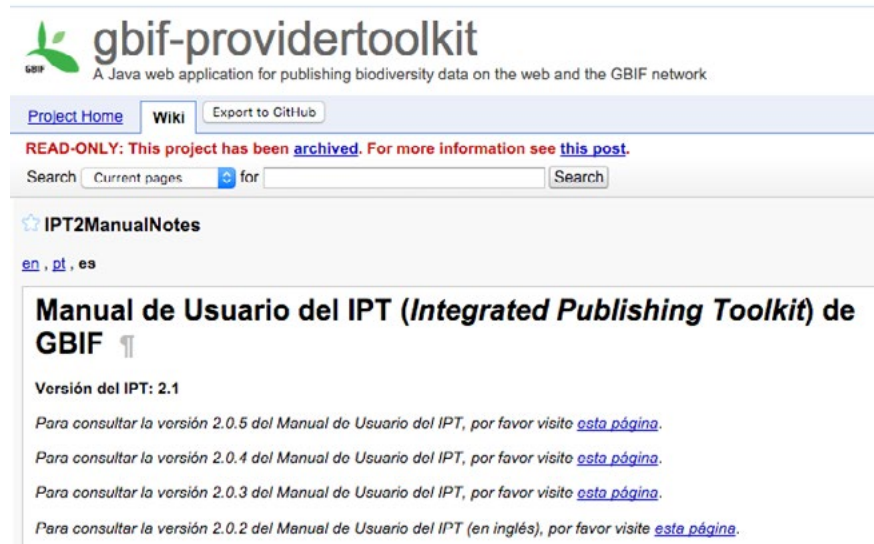 GBIF
gbif-providertoolkit
A Java web application for publishing biodiversity data on the web and the GBIF network
Project Home Wiki Export to GitHub
READ-ONLY: This project has been archived. For more information see this post.
Search Current pages for Search
IPT2ManualNotes
en , pt , es
Manual de Usuario del IPT (Integrated Publishing Toolkit) de
GBIF ¶
Versión del IPT: 2.1
Para consultar la versión 2.0.5 del Manual de Usuario del IPT, por favor visite esta página.
Para consultar la versión 2.0.4 del Manual de Usuario del IPT, por favor visite esta página.
Para consultar la versión 2.0.3 del Manual de Usuario del IPT, por favor visite esta página.
Para consultar la versión 2.0.2 del Manual de Usuario del IPT (en inglés), por favor visite esta página.